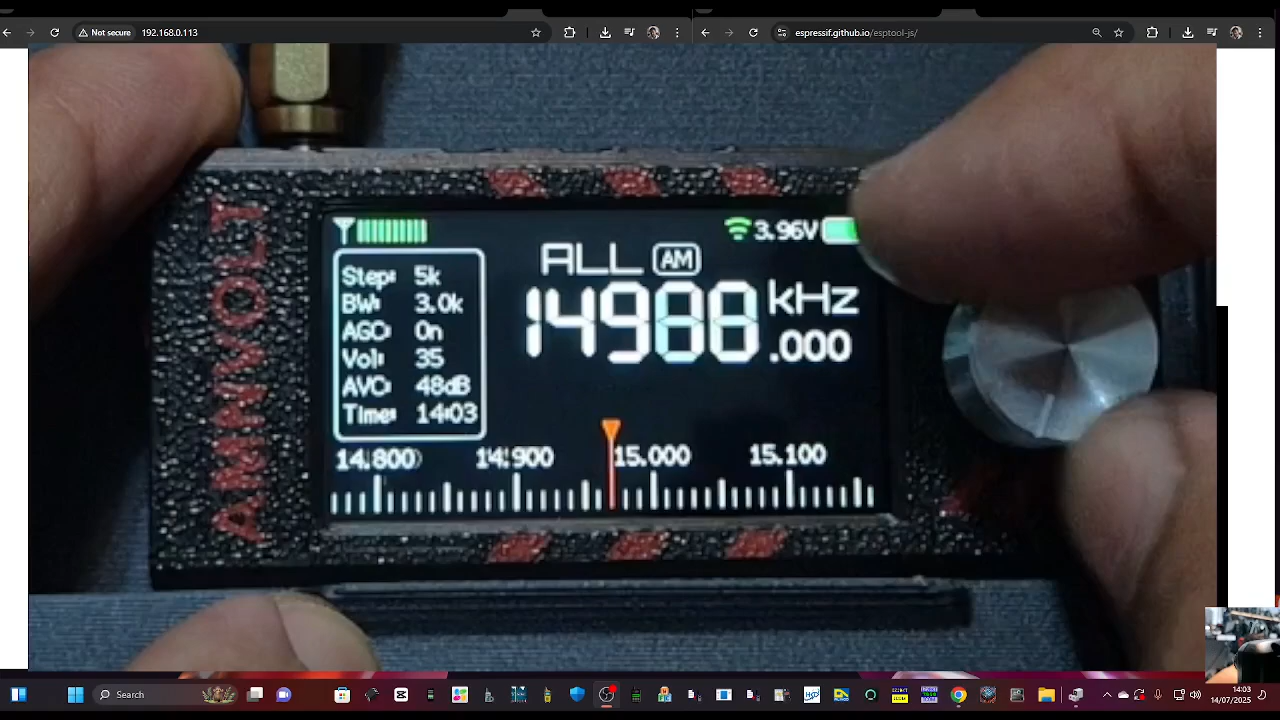 Not secure 192.168.0.113
espressif.github.io/esptool-js/
AMNVOLT
3.96V
ALL AM
kHz
.000
Step: 5k
BW: 3.0k
AGC: On
Vol: 35
AVC: 48dB
Time: 14:03
14.800 14.900 15.000 15.100
Search
14:03
14/07/2025